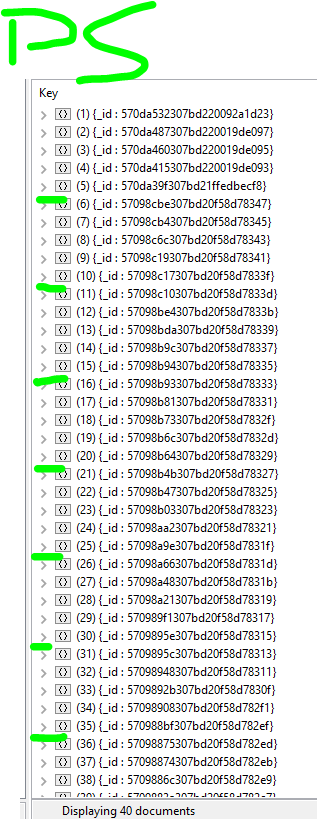 PS
Key
(1) {_id : 570da532307bd220092a1d23}
(2) {_id : 570da487307bd220019de097}
(3) {_id : 570da460307bd220019de095}
(4) {_id : 570da415307bd220019de093}
(5) {_id : 570da39f307bd21ffedbecf8}
(6) {_id : 57098cbe307bd20f58d78347}
(7) {_id : 57098cb4307bd20f58d78345}
(8) {_id : 57098c6c307bd20f58d78343}
(9) {_id : 57098c19307bd20f58d78341}
(10) {_id : 57098c17307bd20f58d7833f}
(11) {_id : 57098c10307bd20f58d7833d}
(12) {_id : 57098be4307bd20f58d7833b}
(13) {_id : 57098bda307bd20f58d78339}
(14) {_id : 57098b9c307bd20f58d78337}
(15) {_id : 57098b94307bd20f58d78335}
(16) {_id : 57098b93307bd20f58d78333}
(17) {_id : 57098b81307bd20f58d78331}
(18) {_id : 57098b73307bd20f58d7832f}
(19) {_id : 57098b6c307bd20f58d7832d}
(20) {_id : 57098b64307bd20f58d78329}
(21) {_id : 57098b4b307bd20f58d78327}
(22) {_id : 57098b47307bd20f58d78325}
(23) {_id : 57098b03307bd20f58d78323}
(24) {_id : 57098aa2307bd20f58d78321}
(25) {_id : 57098a9e307bd20f58d7831f}
(26) {_id : 57098a66307bd20f58d7831d}
(27) {_id : 57098a48307bd20f58d7831b}
(28) {_id : 57098a21307bd20f58d78319}
(29) {_id : 570989f1307bd20f58d78317}
(30) {_id : 5709895e307bd20f58d78315}
(31) {_id : 5709895c307bd20f58d78313}
(32) {_id : 57098948307bd20f58d78311}
(33) {_id : 5709892b307bd20f58d7830f}
(34) {_id : 57098908307bd20f58d782f1}
(35) {_id : 570988bf307bd20f58d782ef}
(36) {_id : 57098875307bd20f58d782ed}
(37) {_id : 57098874307bd20f58d782eb}
(38) {_id : 5709886c307bd20f58d782e9}
Displaying 40 documents